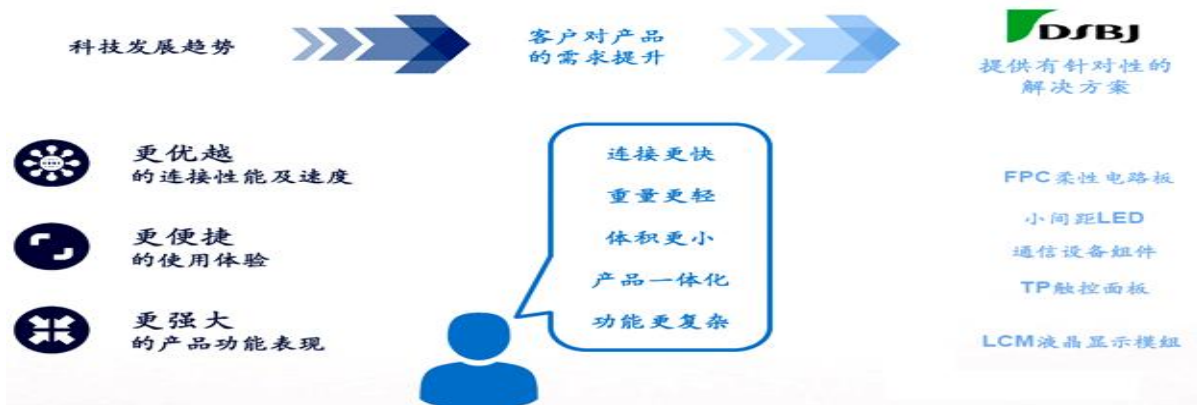 科技发展趋势
客户对产品
的需求提升
DSBJ
提供有针对性的
解决方案
更优越
的连接性能及速度
更便捷
的使用体验
更强大
的产品功能表现
连接更快
重量更轻
体积更小
产品一体化
功能更复杂
FPC柔性电路板
小间距LED
通信设备组件
TP触控面板
LCM液晶显示模组